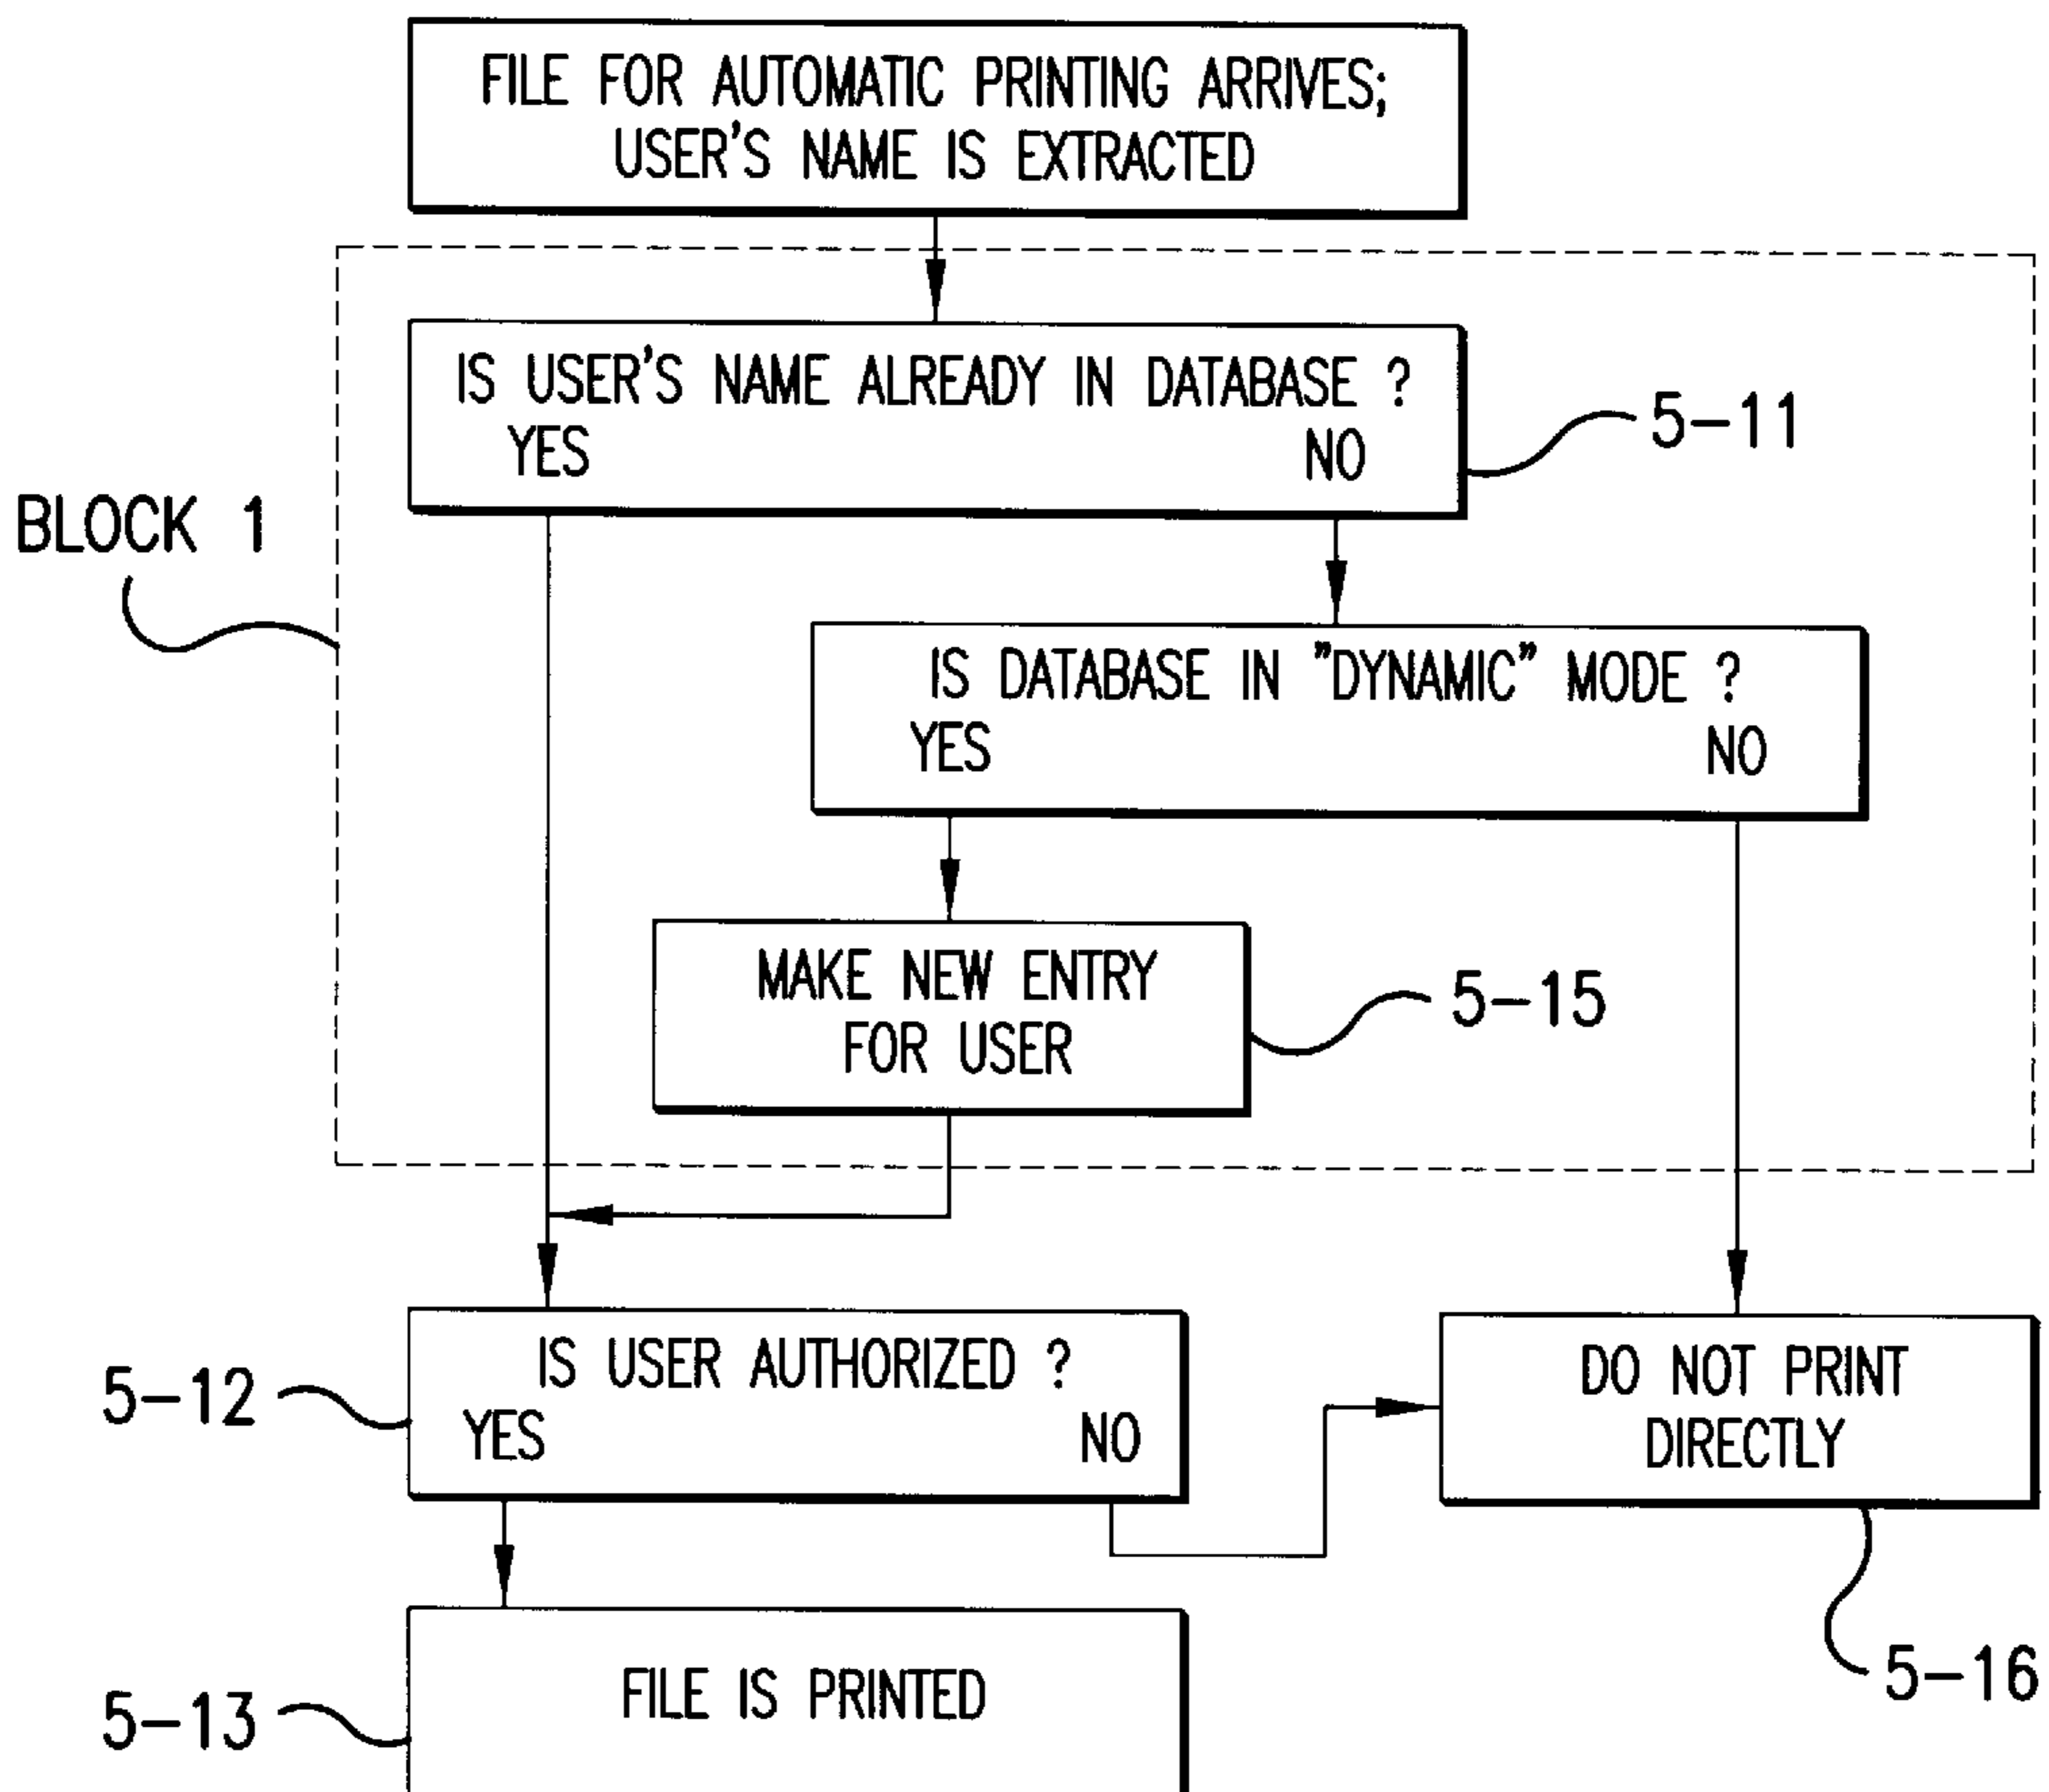 FILE FOR AUTOMATIC PRINTING ARRIVES;
USER'S NAME IS EXTRACTED
IS USER'S NAME ALREADY IN DATABASE ?
YES NO
5-11
BLOCK 1
IS DATABASE IN "DYNAMIC" MODE ?
YES NO
MAKE NEW ENTRY
FOR USER
5-15
IS USER AUTHORIZED ?
YES NO
5-12
DO NOT PRINT
DIRECTLY
5-16
FILE IS PRINTED
5-13